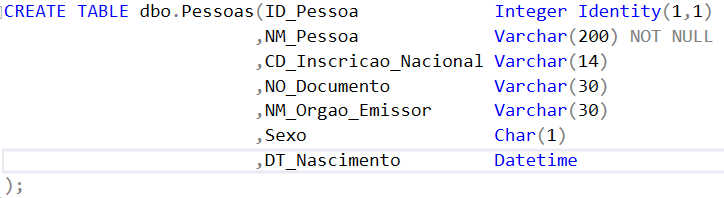 CREATE TABLE dbo.Pessoas(ID_Pessoa Integer Identity(1,1)
,NM_Pessoa Varchar(200) NOT NULL
,CD_Inscricao_Nacional Varchar(14)
,NO_Documento Varchar(30)
,NM_Orgao_Emissor Varchar(30)
,Sexo Char(1)
,DT_Nascimento Datetime
);